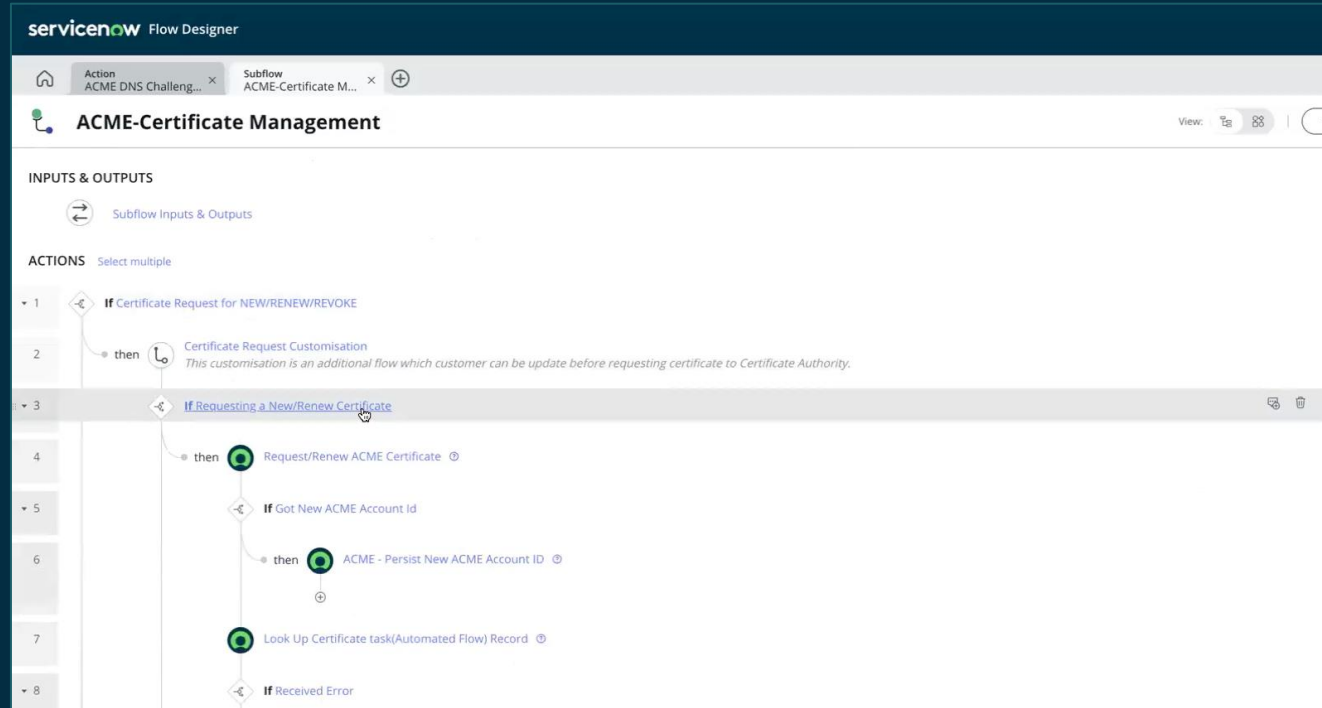 servicenow Flow Designer
Action
ACME DNS Challeng...
Subflow
ACME-Certificate M...
ACME-Certificate Management
View:
INPUTS & OUTPUTS
Subflow Inputs & Outputs
ACTIONS Select multiple
1 If Certificate Request for NEW/RENEW/REVOKE
2 then Certificate Request Customisation
This customisation is an additional flow which customer can be update before requesting certificate to Certificate Authority.
3 If Requesting a New/Renew Certificate
4 then Request/Renew ACME Certificate
5 If Got New ACME Account Id
6 then ACME - Persist New ACME Account ID
7 Look Up Certificate task(Automated Flow) Record
8 If Received Error